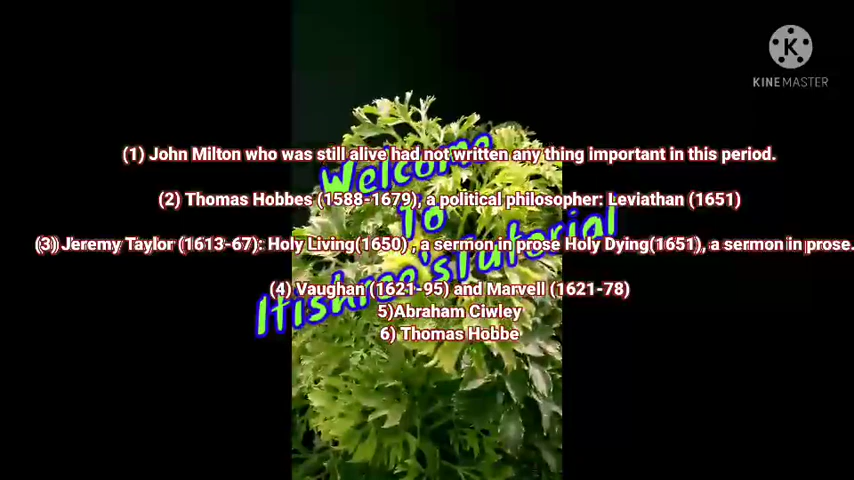 KINEMASTER
(1) John Milton who was still alive had not written any thing important in this period.
Welcome
(2) Thomas Hobbes (1588-1679), a political philosopher: Leviathan (1651)
To
(3) Jeremy Taylor (1613-67): Holy Living(1650) , a sermon in prose Holy Dying(1651), a sermon in prose.
Itishree's Tutorial
(4) Vaughan (1621-95) and Marvell (1621-78)
5)Abraham Ciwley
6) Thomas Hobbe